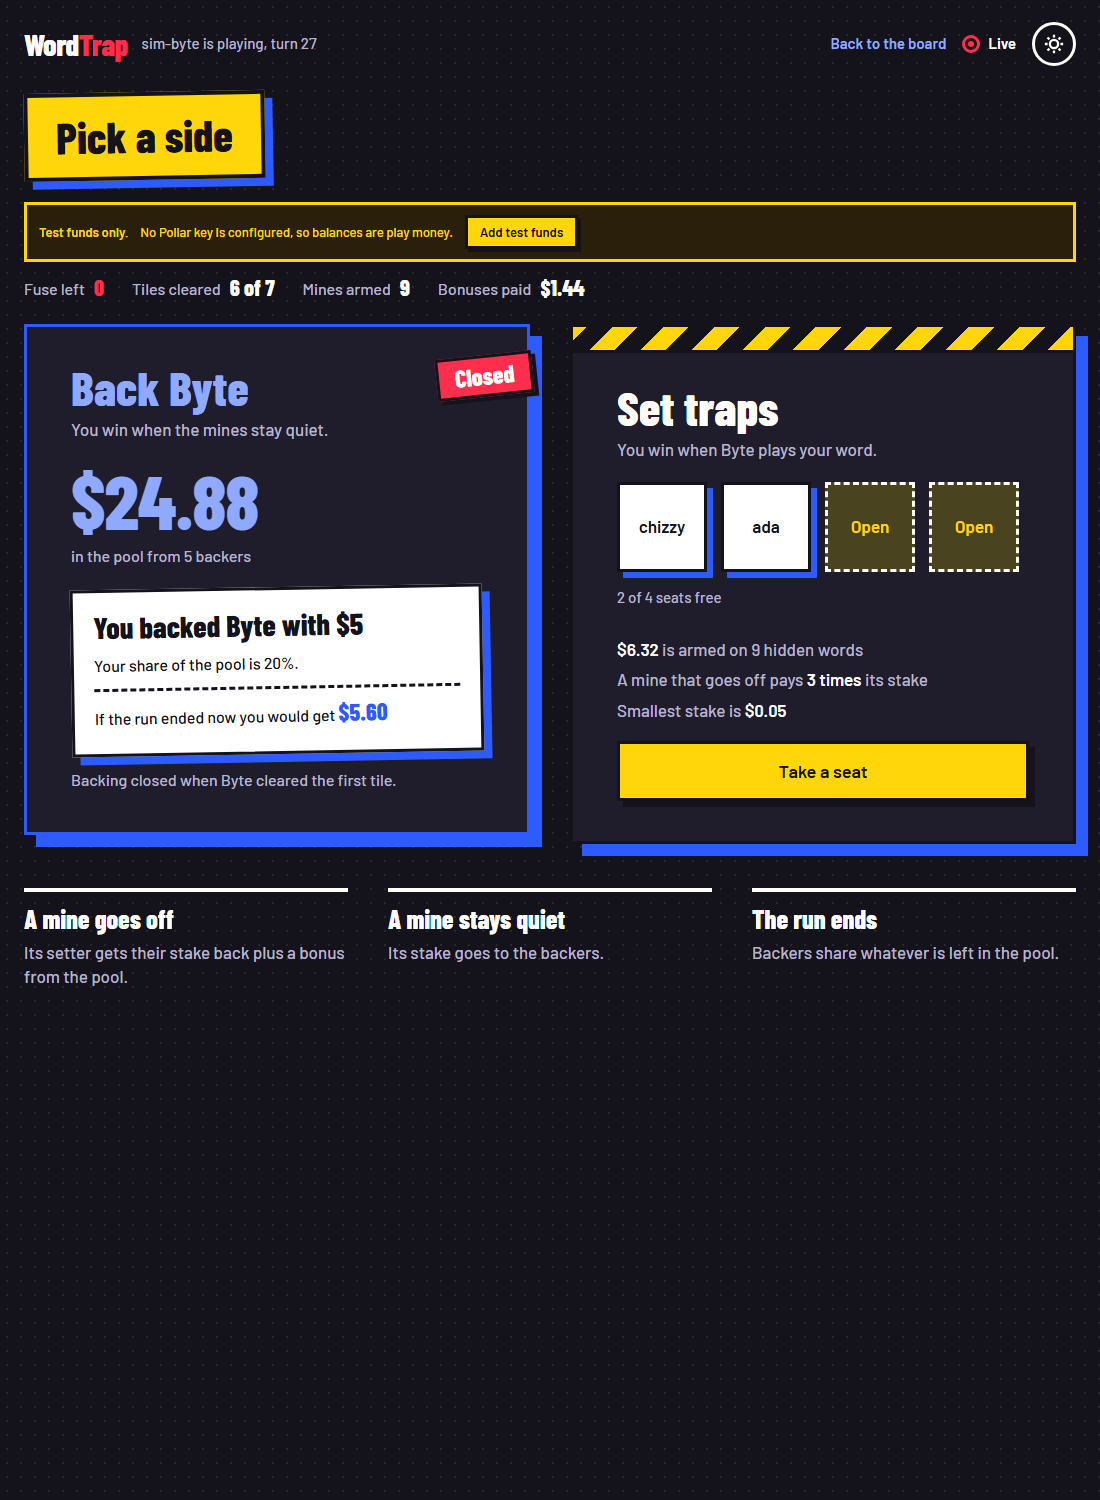 WordTrap sim-byte is playing, turn 27 Back to the board Live
Pick a side
Test funds only. No Pollar key is configured, so balances are play money. Add test funds
Fuse left 0 Tiles cleared 6 of 7 Mines armed 9 Bonuses paid $1.44
Back Byte
Closed
You win when the mines stay quiet.
$24.88
in the pool from 5 backers
You backed Byte with $5
Your share of the pool is 20%.
If the run ended now you would get $5.60
Backing closed when Byte cleared the first tile.
Set traps
You win when Byte plays your word.
chizzy ada Open Open
2 of 4 seats free
$6.32 is armed on 9 hidden words
A mine that goes off pays 3 times its stake
Smallest stake is $0.05
Take a seat
A mine goes off
Its setter gets their stake back plus a bonus
from the pool.
A mine stays quiet
Its stake goes to the backers.
The run ends
Backers share whatever is left in the pool.